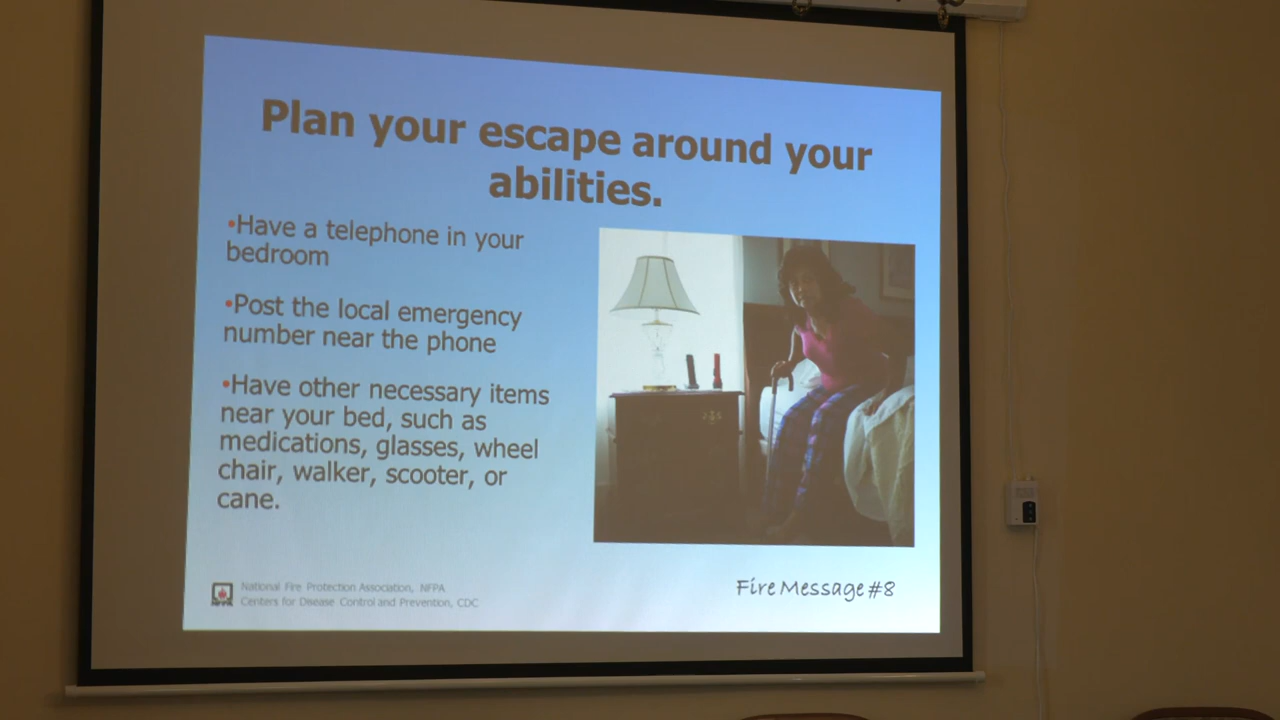 Plan your escape around your
abilities.
•Have a telephone in your
bedroom
•Post the local emergency
number near the phone
•Have other necessary items
near your bed, such as
medications, glasses, wheel
chair, walker, scooter, or
cane.
NFPA
National Fire Protection Association, NFPA
Centers for Disease Control and Prevention, CDC
Fire Message #8